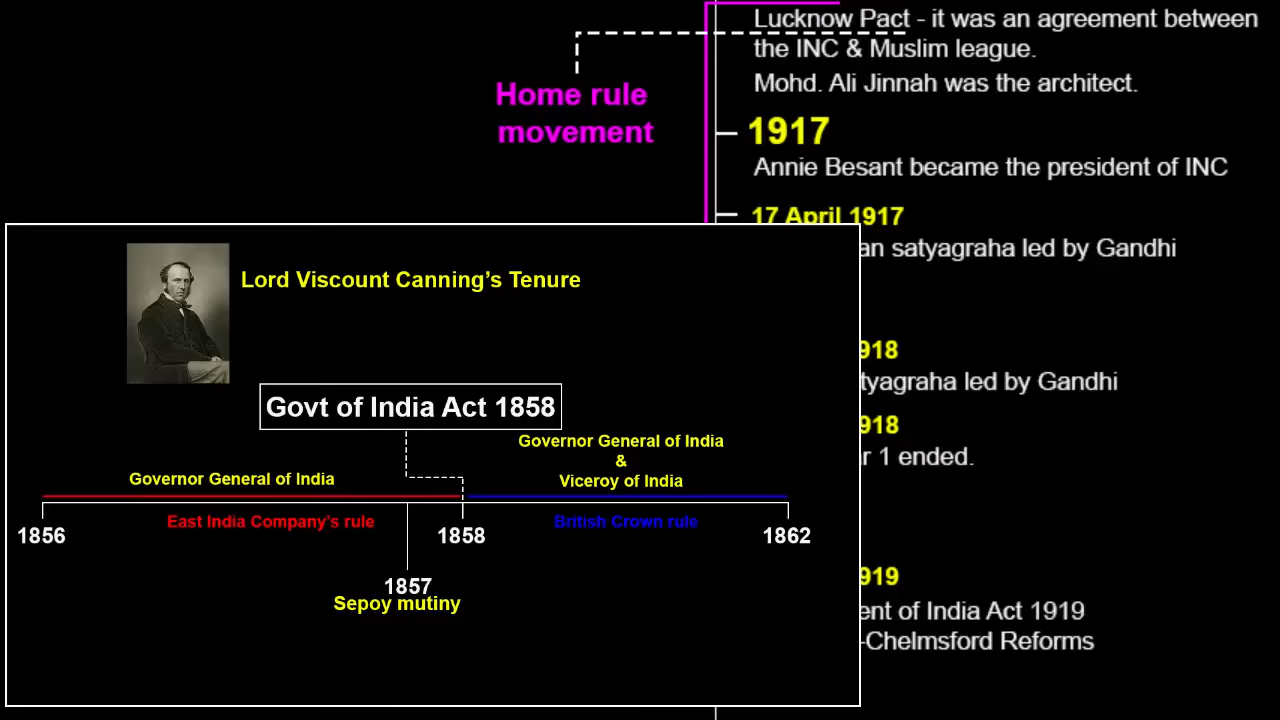 Lucknow Pact - it was an agreement between
the INC & Muslim league.
Mohd. Ali Jinnah was the architect.
Home rule
movement
1917
Annie Besant became the president of INC
17 April 1917
an satyagraha led by Gandhi
918
tyagraha led by Gandhi
918
r 1 ended.
919
ent of India Act 1919
-Chelmsford Reforms
Lord Viscount Canning's Tenure
Govt of India Act 1858
Governor General of India
&
Viceroy of India
Governor General of India
East India Company's rule
British Crown rule
1856
1858
1862
1857
Sepoy mutiny